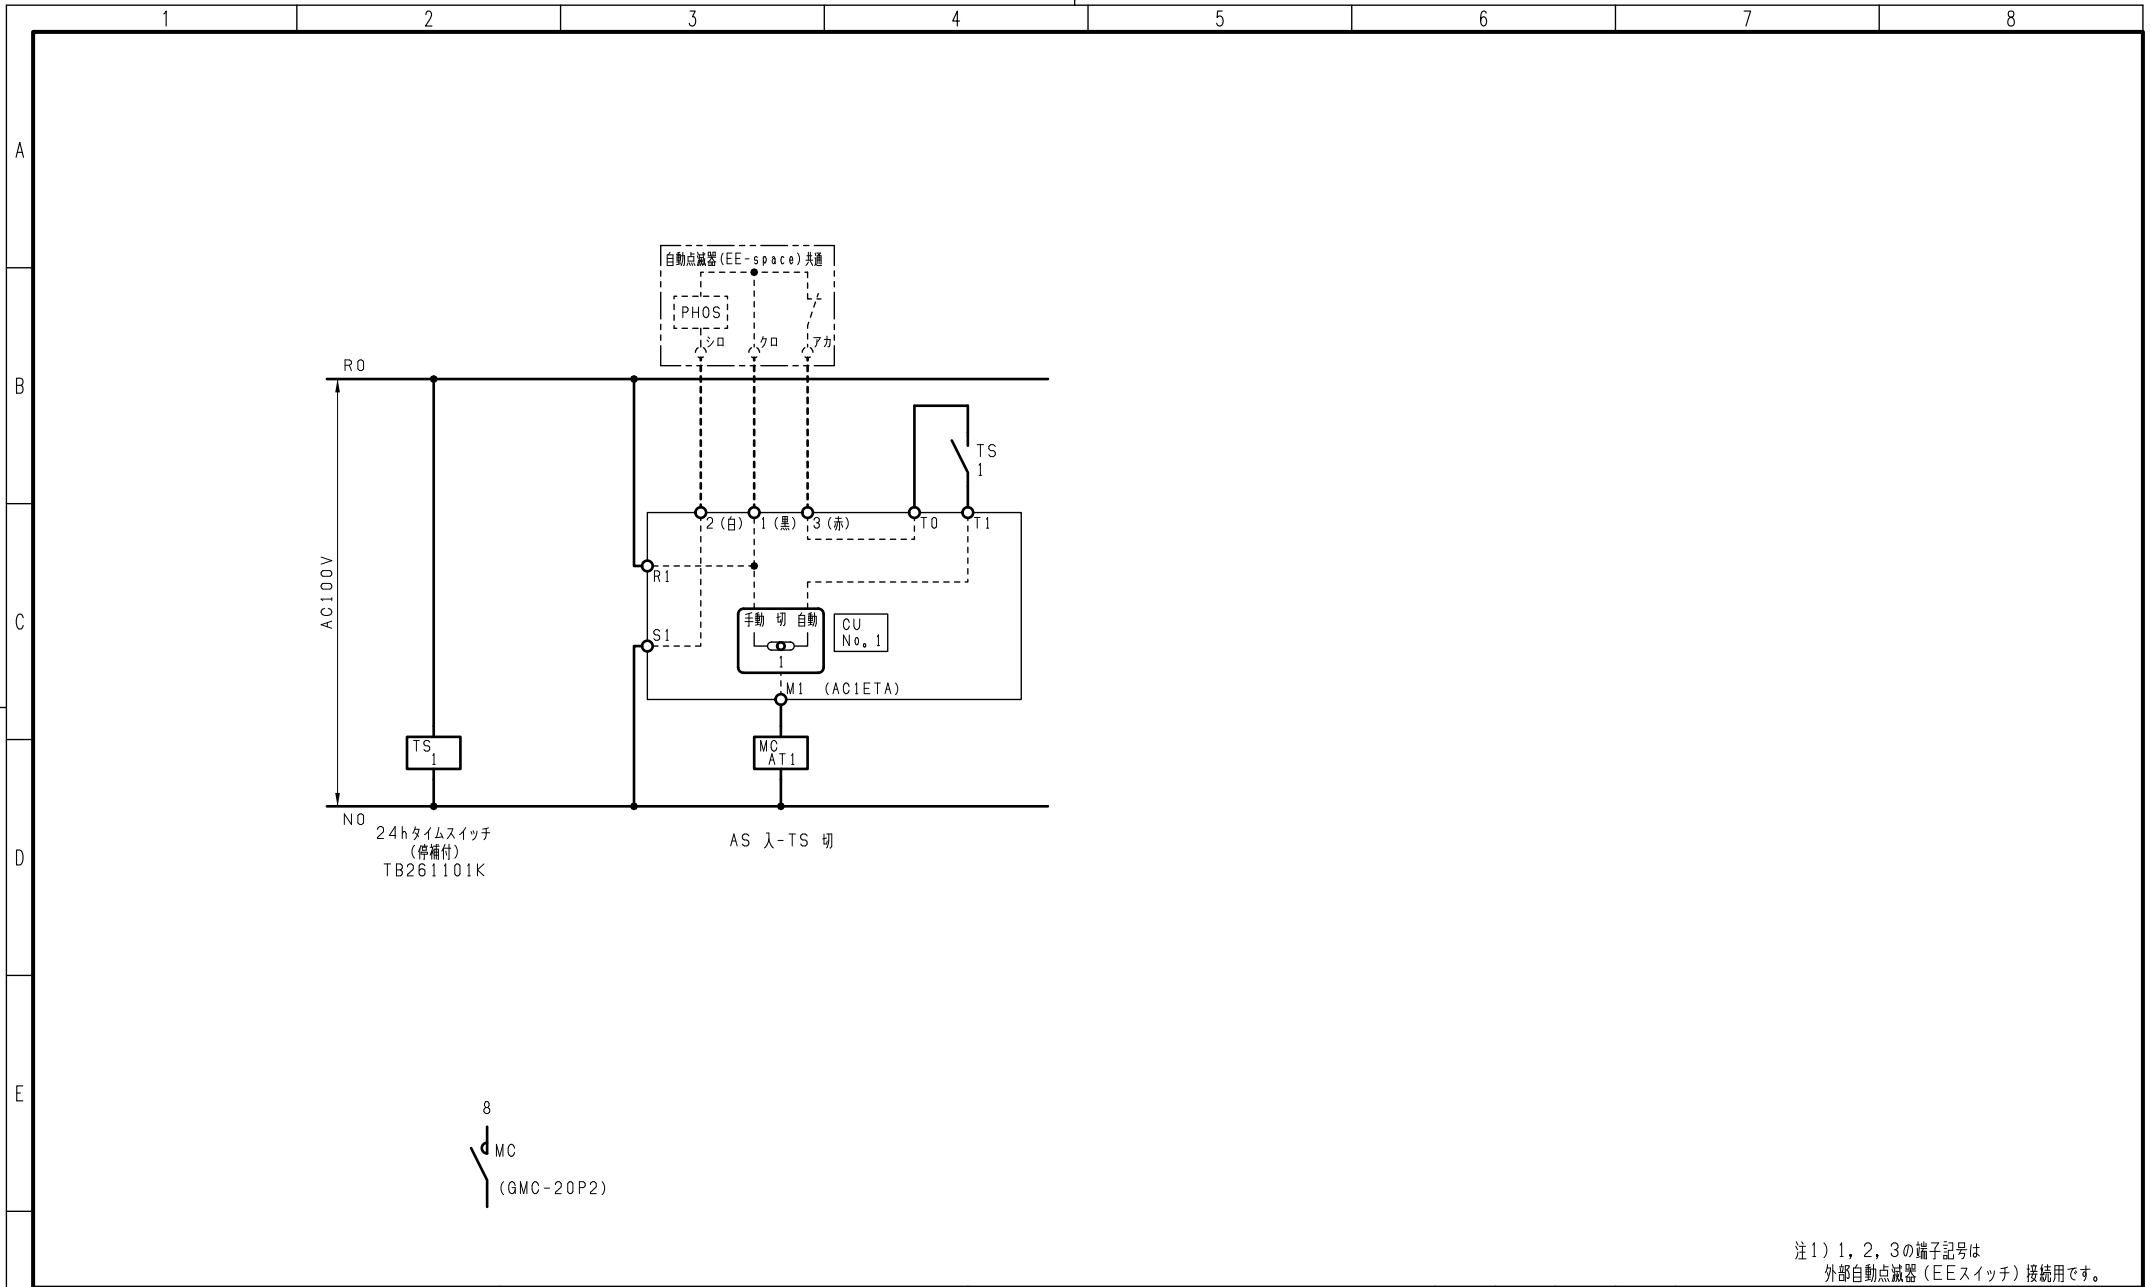 1 2 3 4 5 6 7 8
A
自動点滅器(EE-space)共通
PHOS
シロ クロ アカ
B
R0
TS
1
2(白) 1(黒) 3(赤) T0 T1
R1
AC100V
C
手動 切 自動
CU
No。1
S1
1
M1 (AC1ETA)
TS
1
MC
AT1
N0
24hタイムスイッチ
(停補付)
TB261101K
AS 入-TS 切
D
E
8
MC
(GMC-20P2)
注1) 1, 2, 3の端子記号は
外部自動点滅器(EEスイッチ)接続用です。